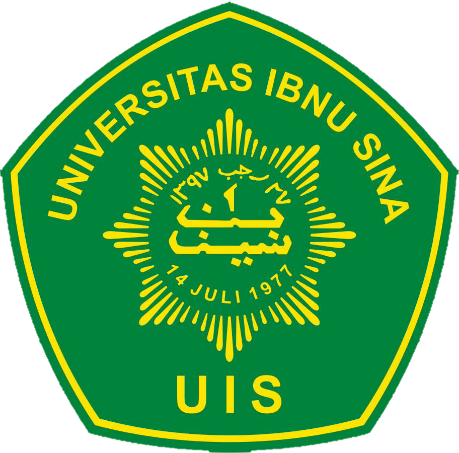 UNIVERSITAS IBNU SINA
٢٧ رجب ١٣٩٧
ابن
سينا
14 JULI 1977
UIS